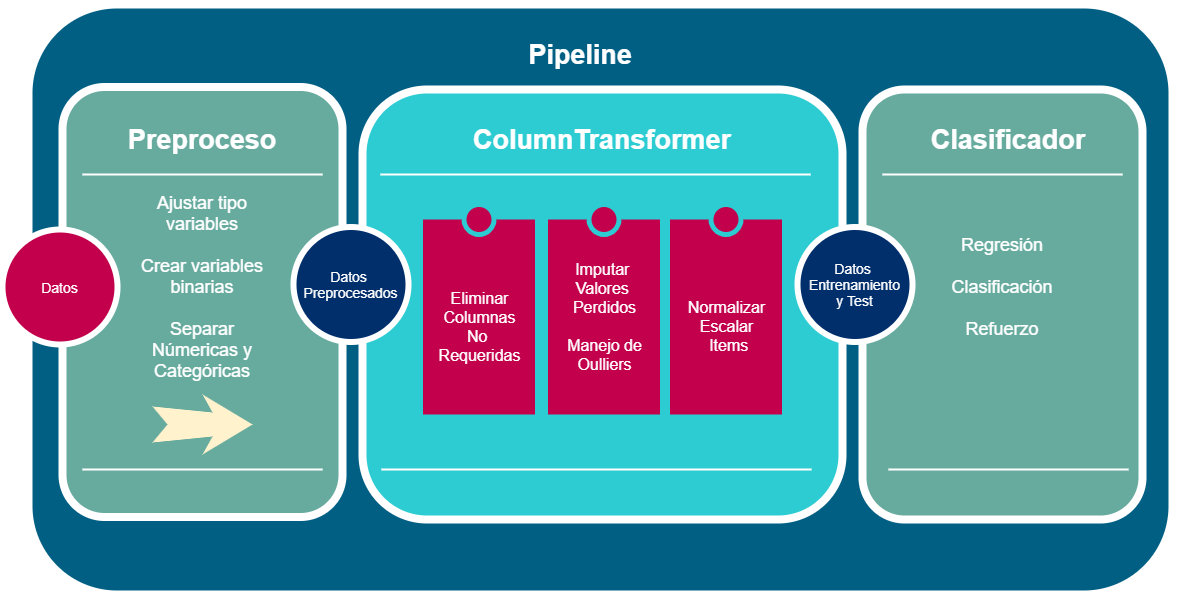 Pipeline
Preproceso
Ajustar tipo
variables
Crear variables
binarias
Separar
Númericas y
Categóricas
Datos
Datos
Preprocesados
ColumnTransformer
Eliminar
Columnas
No
Requeridas
Imputar
Valores
Perdidos
Manejo de
Oulliers
Normalizar
Escalar
Items
Datos
Entrenamiento
y Test
Clasificador
Regresión
Clasificación
Refuerzo